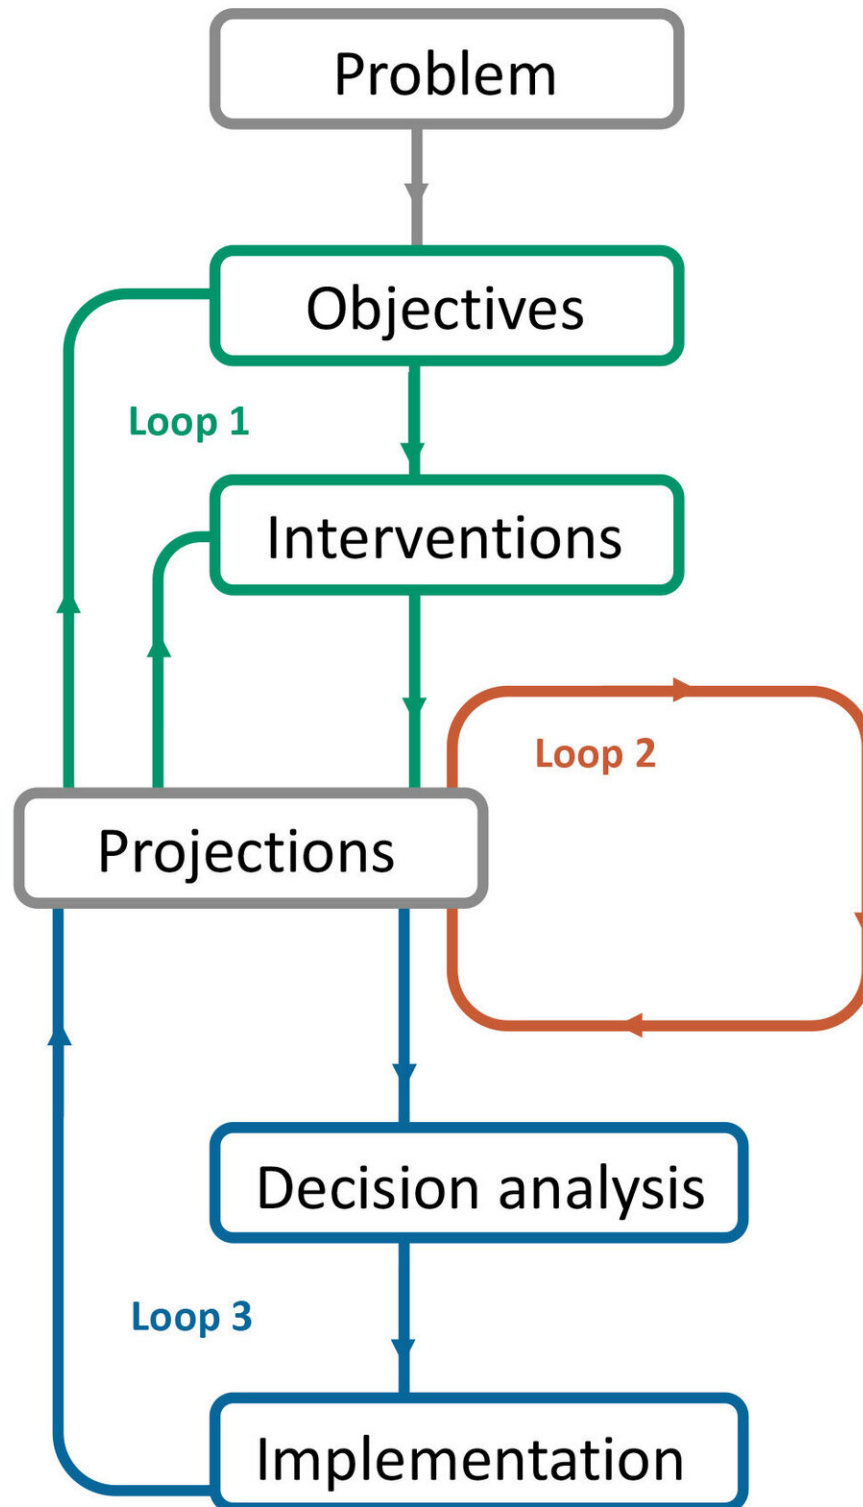 Problem
Objectives
Loop 1
Interventions
Loop 2
Projections
Decision analysis
Loop 3
Implementation